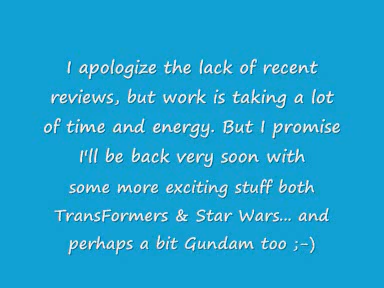 I apologize the lack of recent
reviews, but work is taking a lot
of time and energy. But I promise
I'll be back very soon with
some more exciting stuff both
TransFormers & Star Wars... and
perhaps a bit Gundam too ;-)